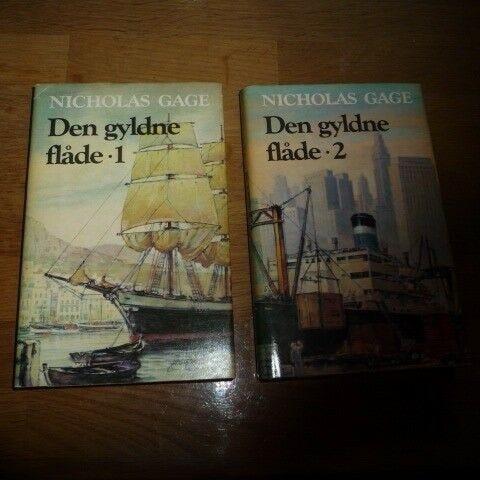 NICHOLAS GAGE
Den gyldne
flåde·1
NICHOLAS GAGE
Den gyldne
flåde·2